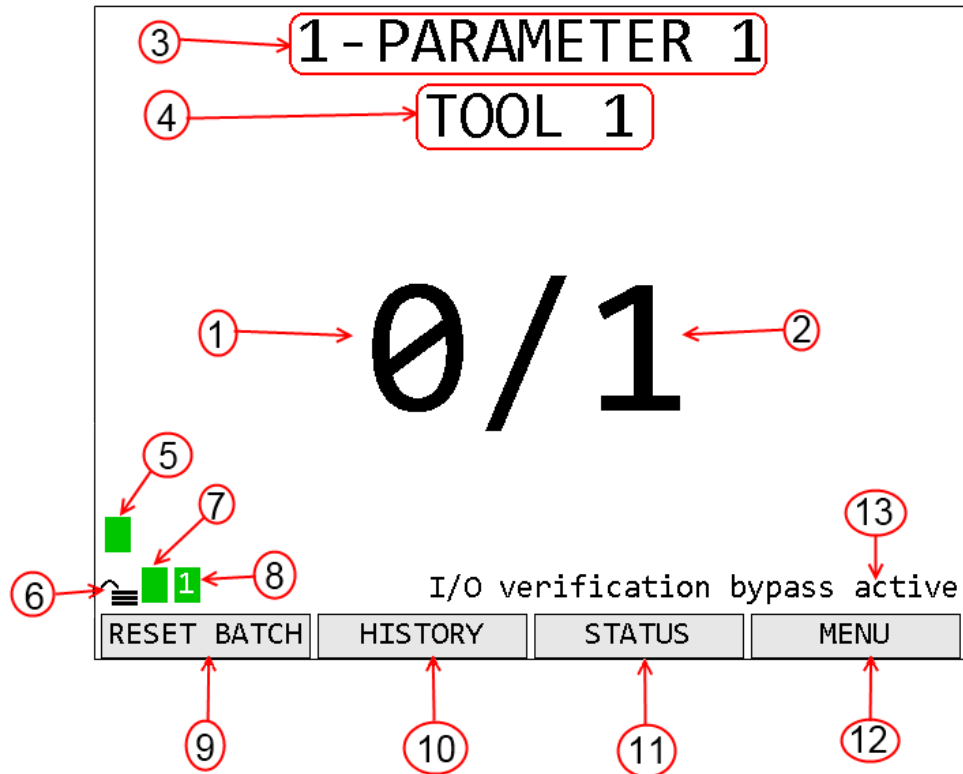 3 1-PARAMETER 1
4 TOOL 1
1 0/1 2
5
7
13
6 1 8 I/O verification bypass active
RESET BATCH HISTORY STATUS MENU
9 10 11 12